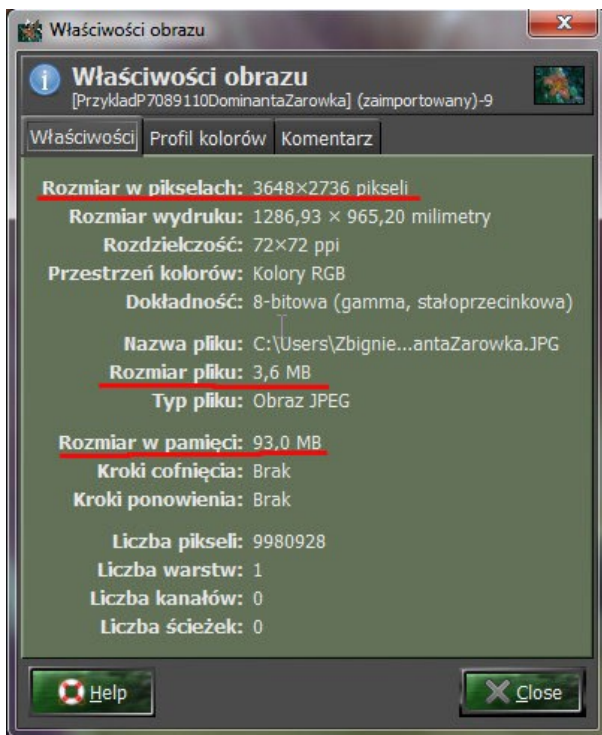 Właściwości obrazu
Właściwości obrazu
[PrzykladP7089110DominantaZarowka] (zaimportowany)-9
Właściwości Profil kolorów Komentarz
Rozmiar w pikselach: 3648×2736 pikseli
Rozmiar wydruku: 1286,93 × 965,20 milimetry
Rozdzielczość: 72×72 ppi
Przestrzeń kolorów: Kolory RGB
Dokładność: 8-bitowa (gamma, stałoprzecinkowa)
Nazwa pliku: C:\Users\Zbignie...antaZarowka.JPG
Rozmiar pliku: 3,6 MB
Typ pliku: Obraz JPEG
Rozmiar w pamięci: 93,0 MB
Kroki cofnięcia: Brak
Kroki ponowienia: Brak
Liczba pikseli: 9980928
Liczba warstw: 1
Liczba kanałów: 0
Liczba ścieżek: 0
Help Close